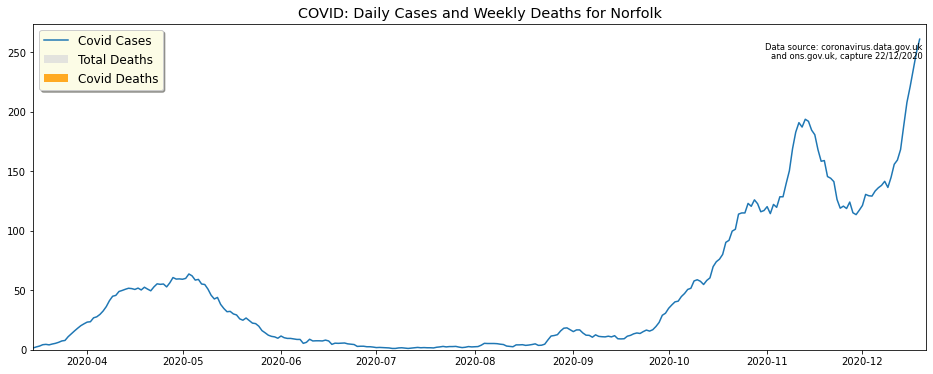 COVID: Daily Cases and Weekly Deaths for Norfolk
Covid Cases
Total Deaths
Covid Deaths
Data source: coronavirus.data.gov.uk
and ons.gov.uk, capture 22/12/2020
250
200
150
100
50
0
2020-04
2020-05
2020-06
2020-07
2020-08
2020-09
2020-10
2020-11
2020-12